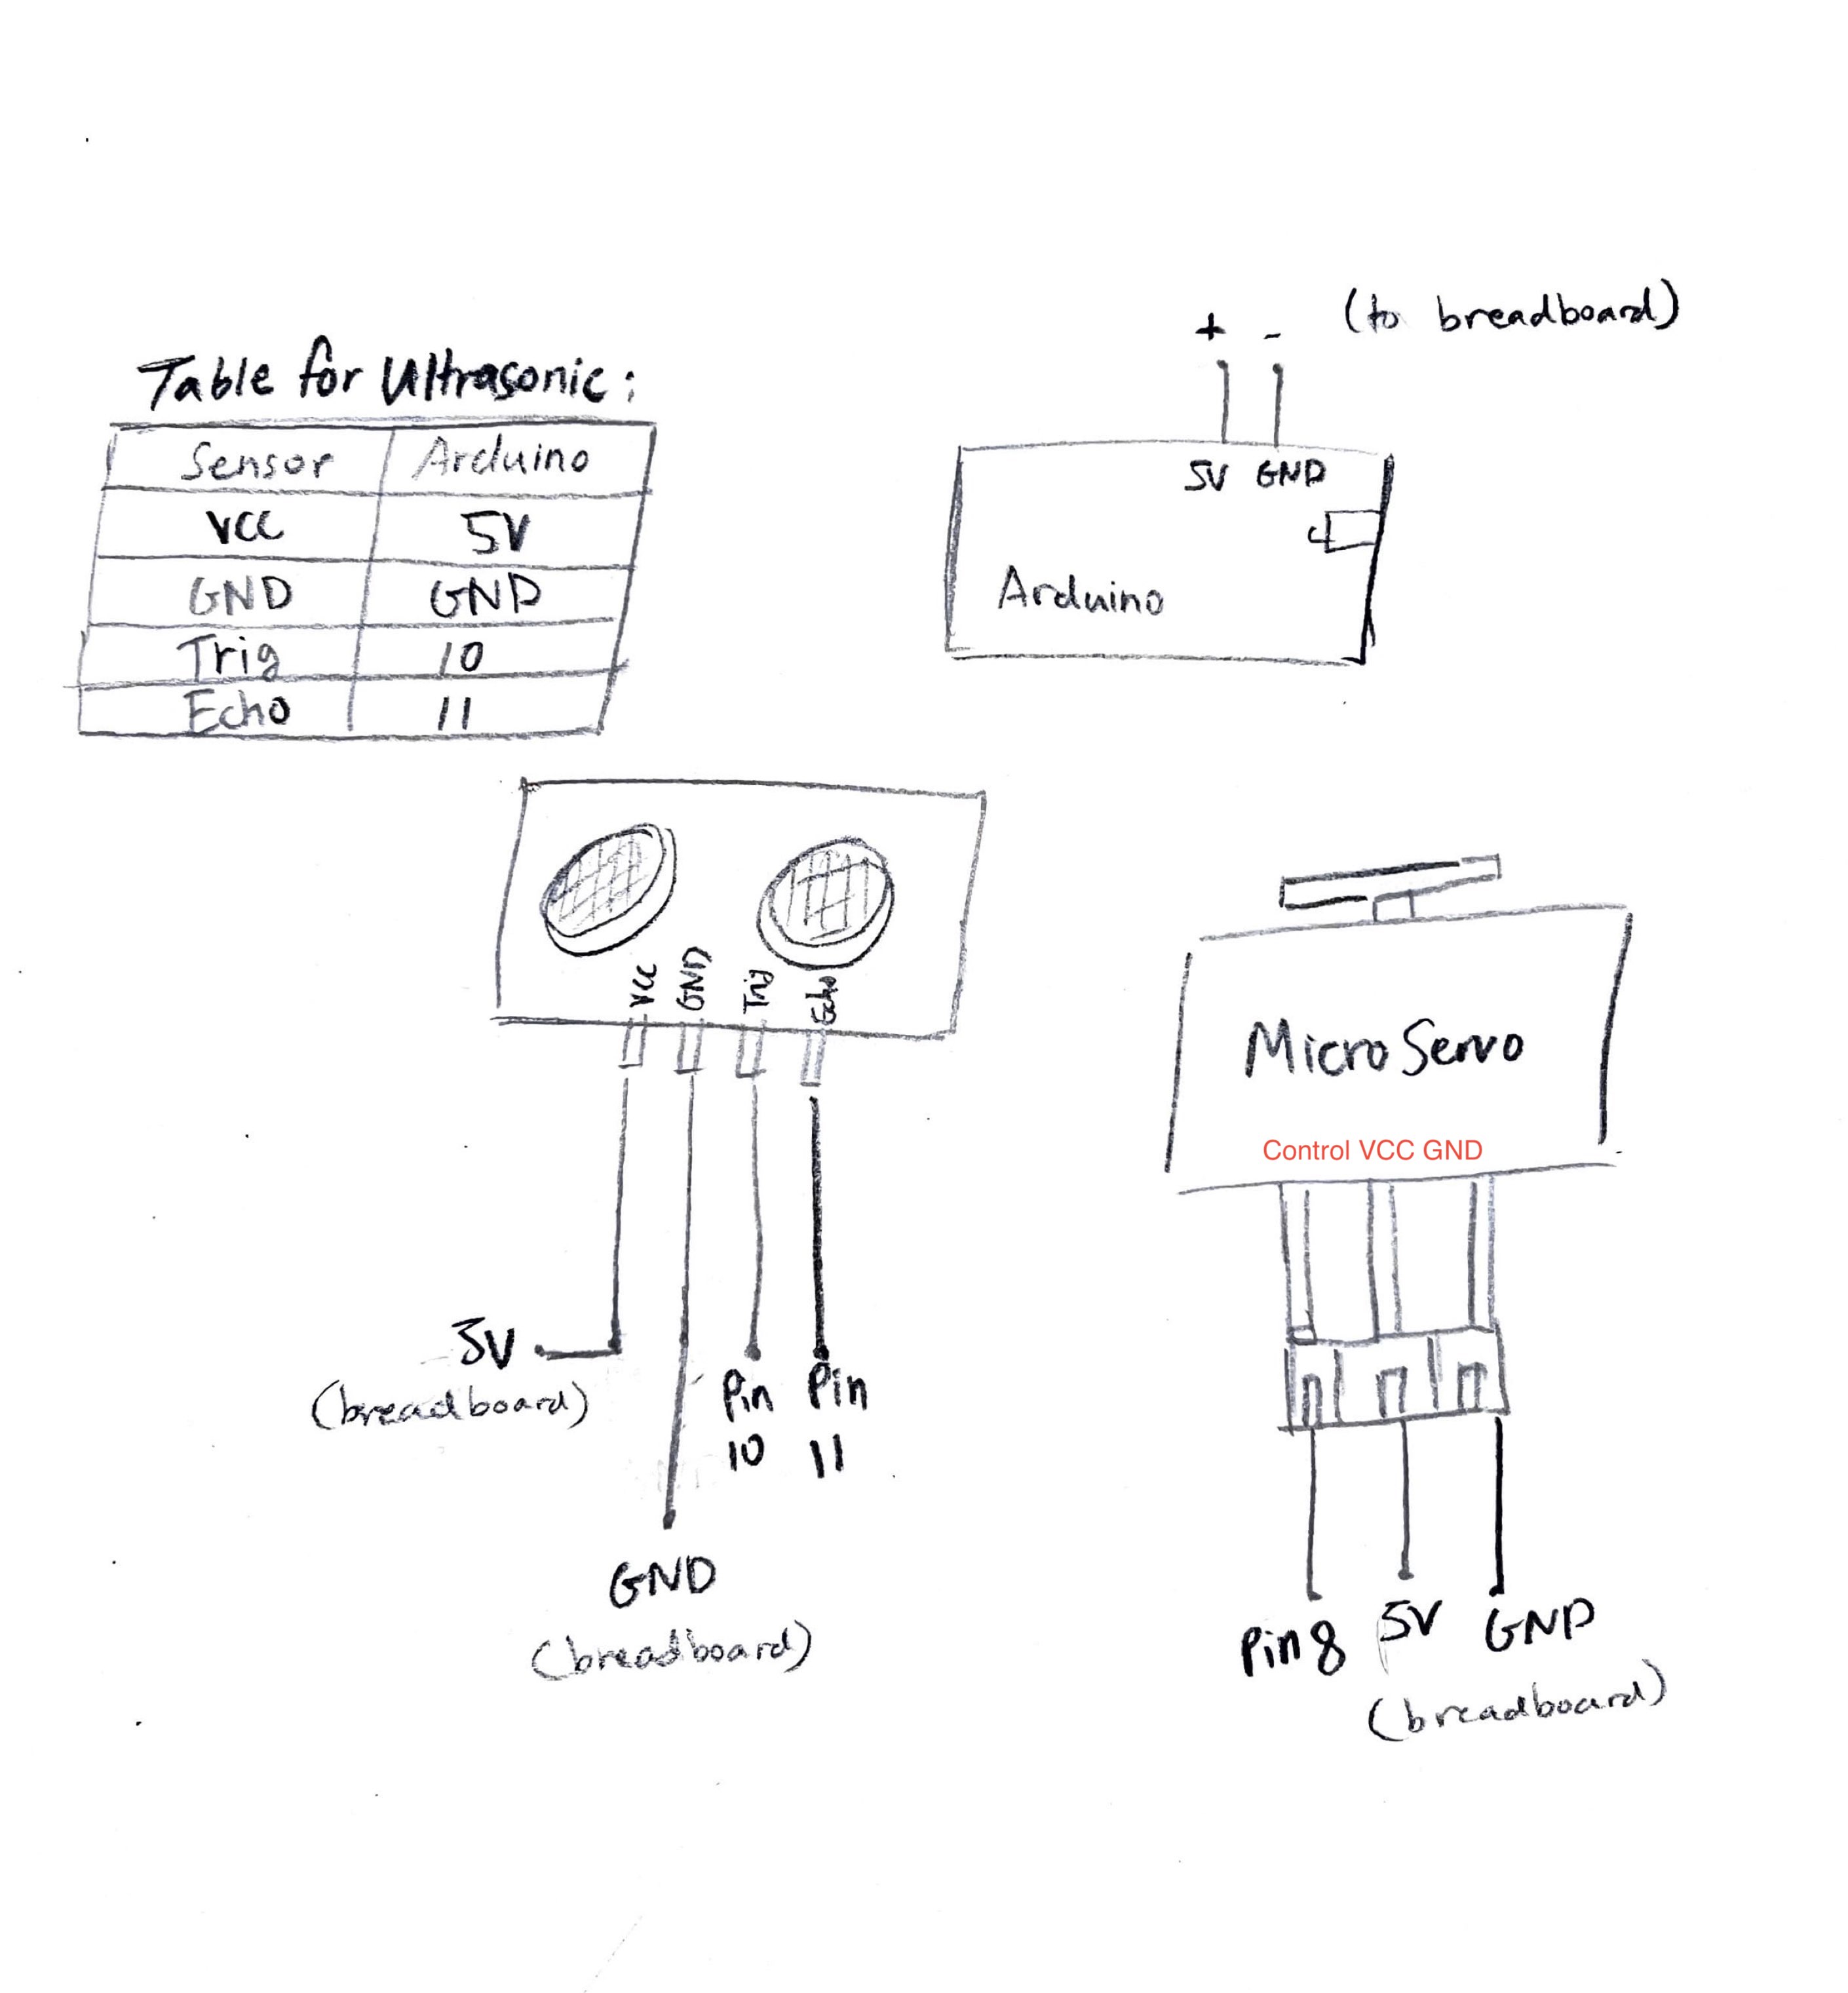 + - (to breadboard)
Table for Ultrasonic:
Sensor Arduino
VCC 5V
GND GND
Trig 10
Echo 11
5V GND
Arduino
VCC GND Trig Echo
Micro Servo
Control VCC GND
5V
(breadboard)
Pin Pin
10 11
GND
(breadboard)
Pin 8 5V GND
(breadboard)